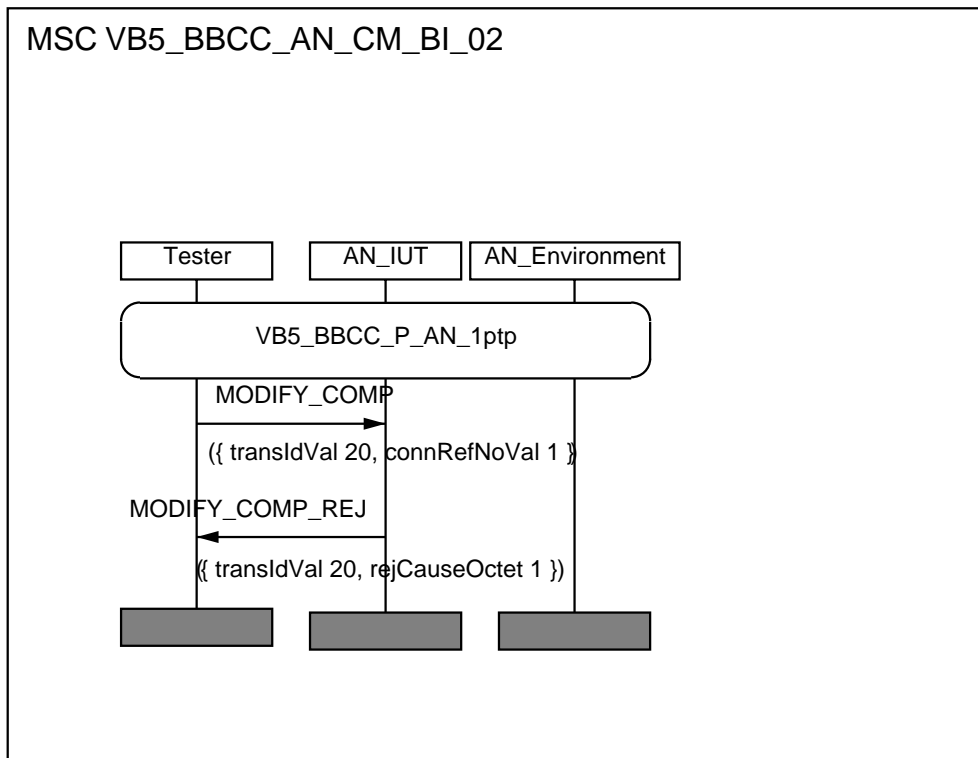 MSC VB5_BBCC_AN_CM_BI_02
Tester AN_IUT AN_Environment
VB5_BBCC_P_AN_1ptp
MODIFY_COMP
({ transIdVal 20, connRefNoVal 1 })
MODIFY_COMP_REJ
({ transIdVal 20, rejCauseOctet 1 })